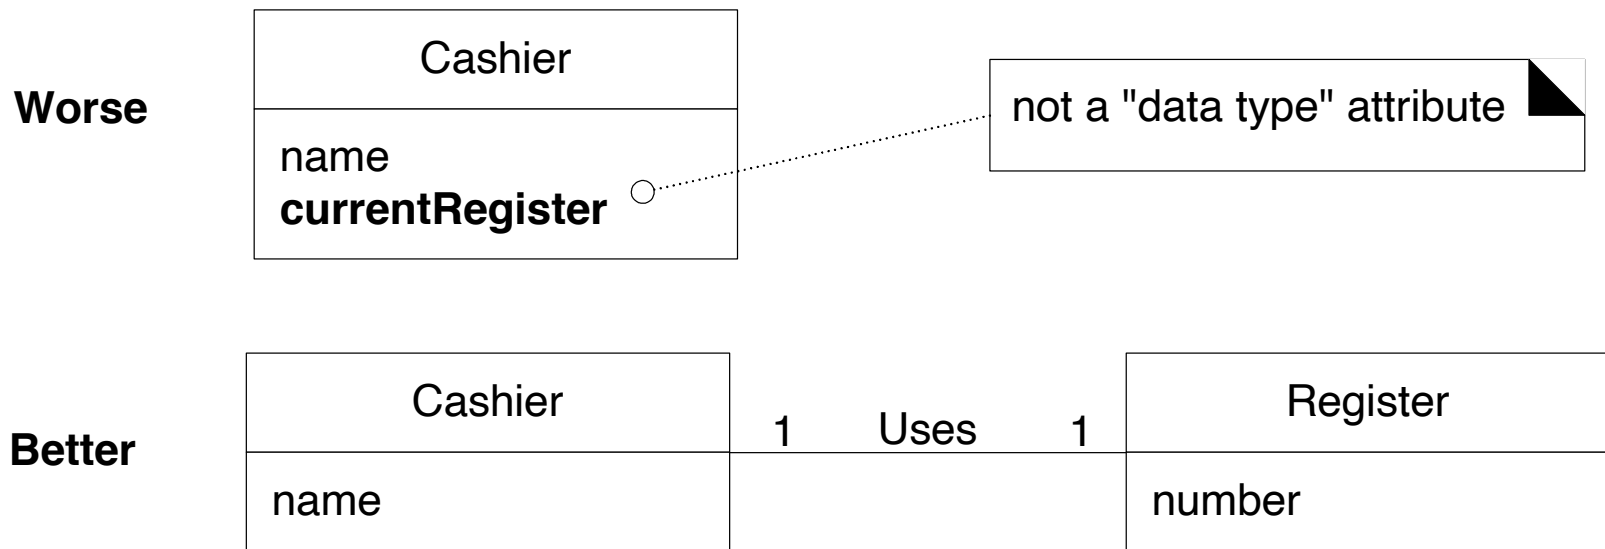 Cashier
Worse
not a "data type" attribute
name
currentRegister
Cashier
Register
1 Uses 1
Better
name
number